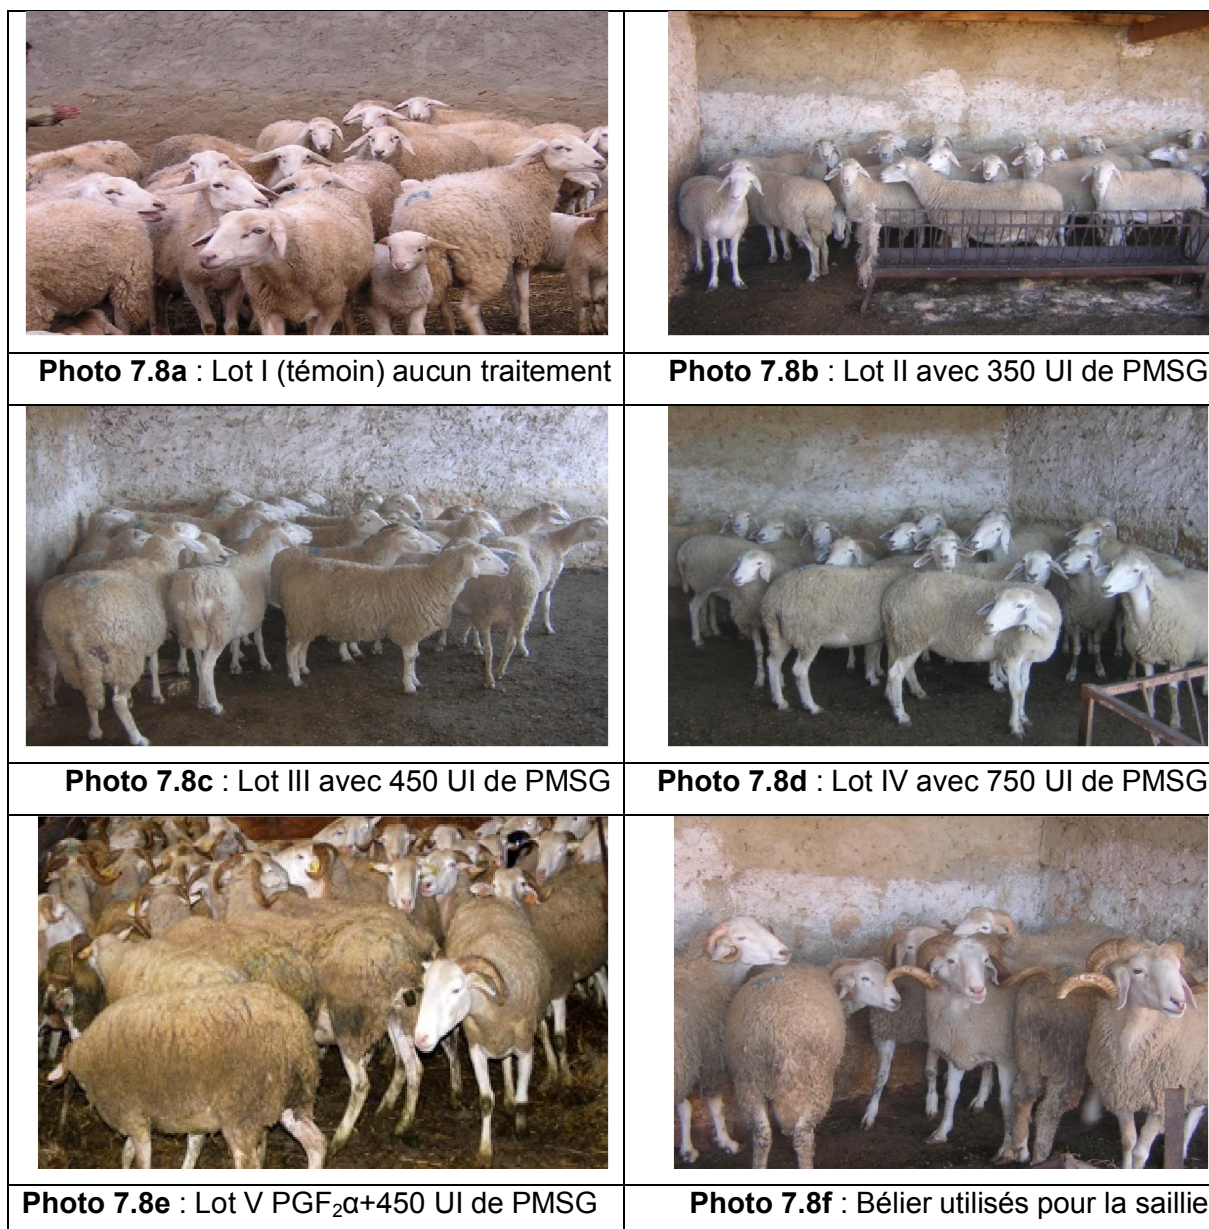 Photo 7.8a : Lot I (témoin) aucun traitement
Photo 7.8b : Lot II avec 350 UI de PMSG
Photo 7.8c : Lot III avec 450 UI de PMSG
Photo 7.8d : Lot IV avec 750 UI de PMSG
Photo 7.8e : Lot V PGF₂α+450 UI de PMSG
Photo 7.8f : Bélier utilisés pour la saillie